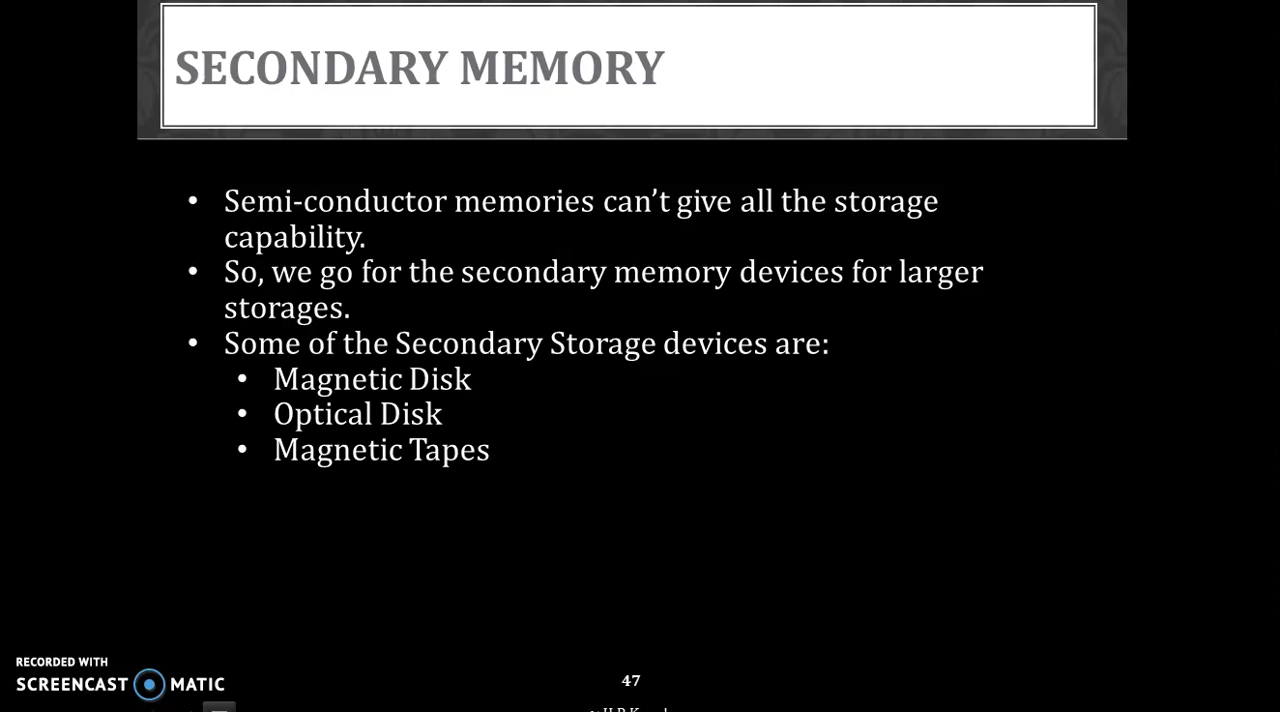 SECONDARY MEMORY
• Semi-conductor memories can't give all the storage
capability.
• So, we go for the secondary memory devices for larger
storages.
• Some of the Secondary Storage devices are:
• Magnetic Disk
• Optical Disk
• Magnetic Tapes
RECORDED WITH
SCREENCAST MATIC
47